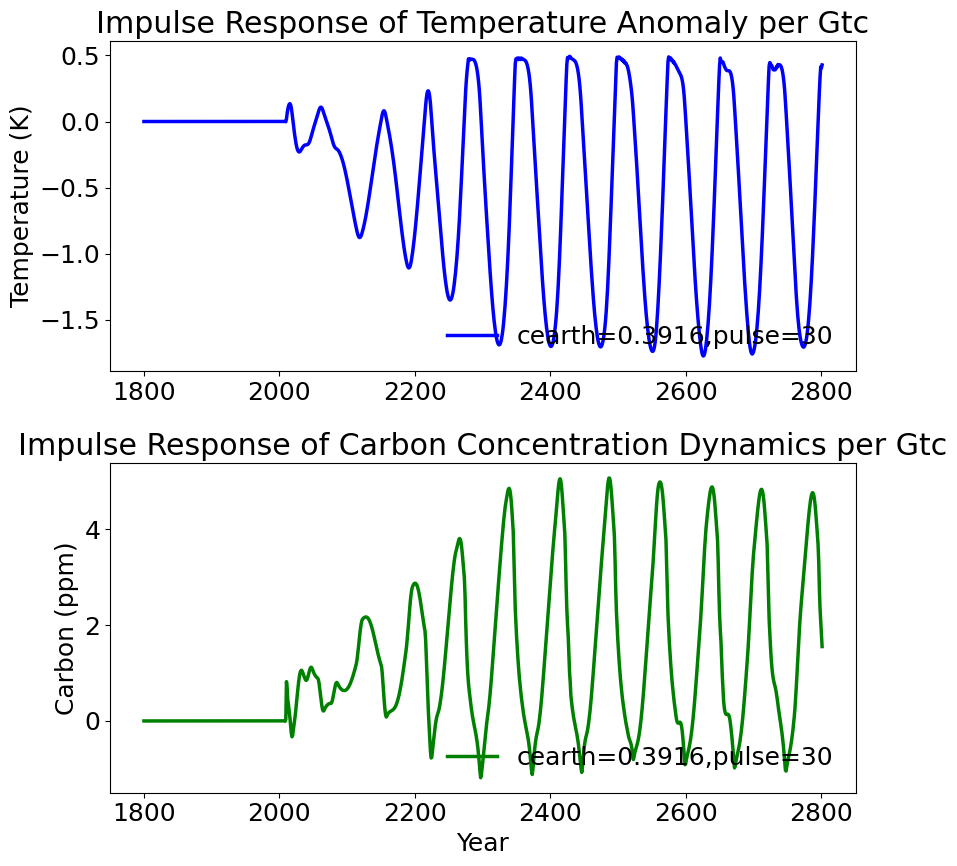 Impulse Response of Temperature Anomaly per Gtc
Temperature (K)
0.5
0.0
−0.5
−1.0
−1.5
cearth=0.3916,pulse=30
1800 2000 2200 2400 2600 2800
Impulse Response of Carbon Concentration Dynamics per Gtc
Carbon (ppm)
4
2
0
cearth=0.3916,pulse=30
1800 2000 2200 2400 2600 2800
Year